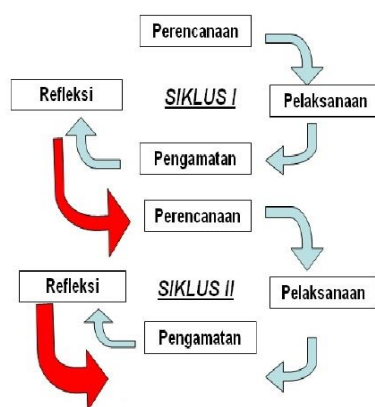 Perencanaan
Refleksi
SIKLUS I
Pelaksanaan
Pengamatan
Perencanaan
Refleksi
SIKLUS II
Pelaksanaan
Pengamatan